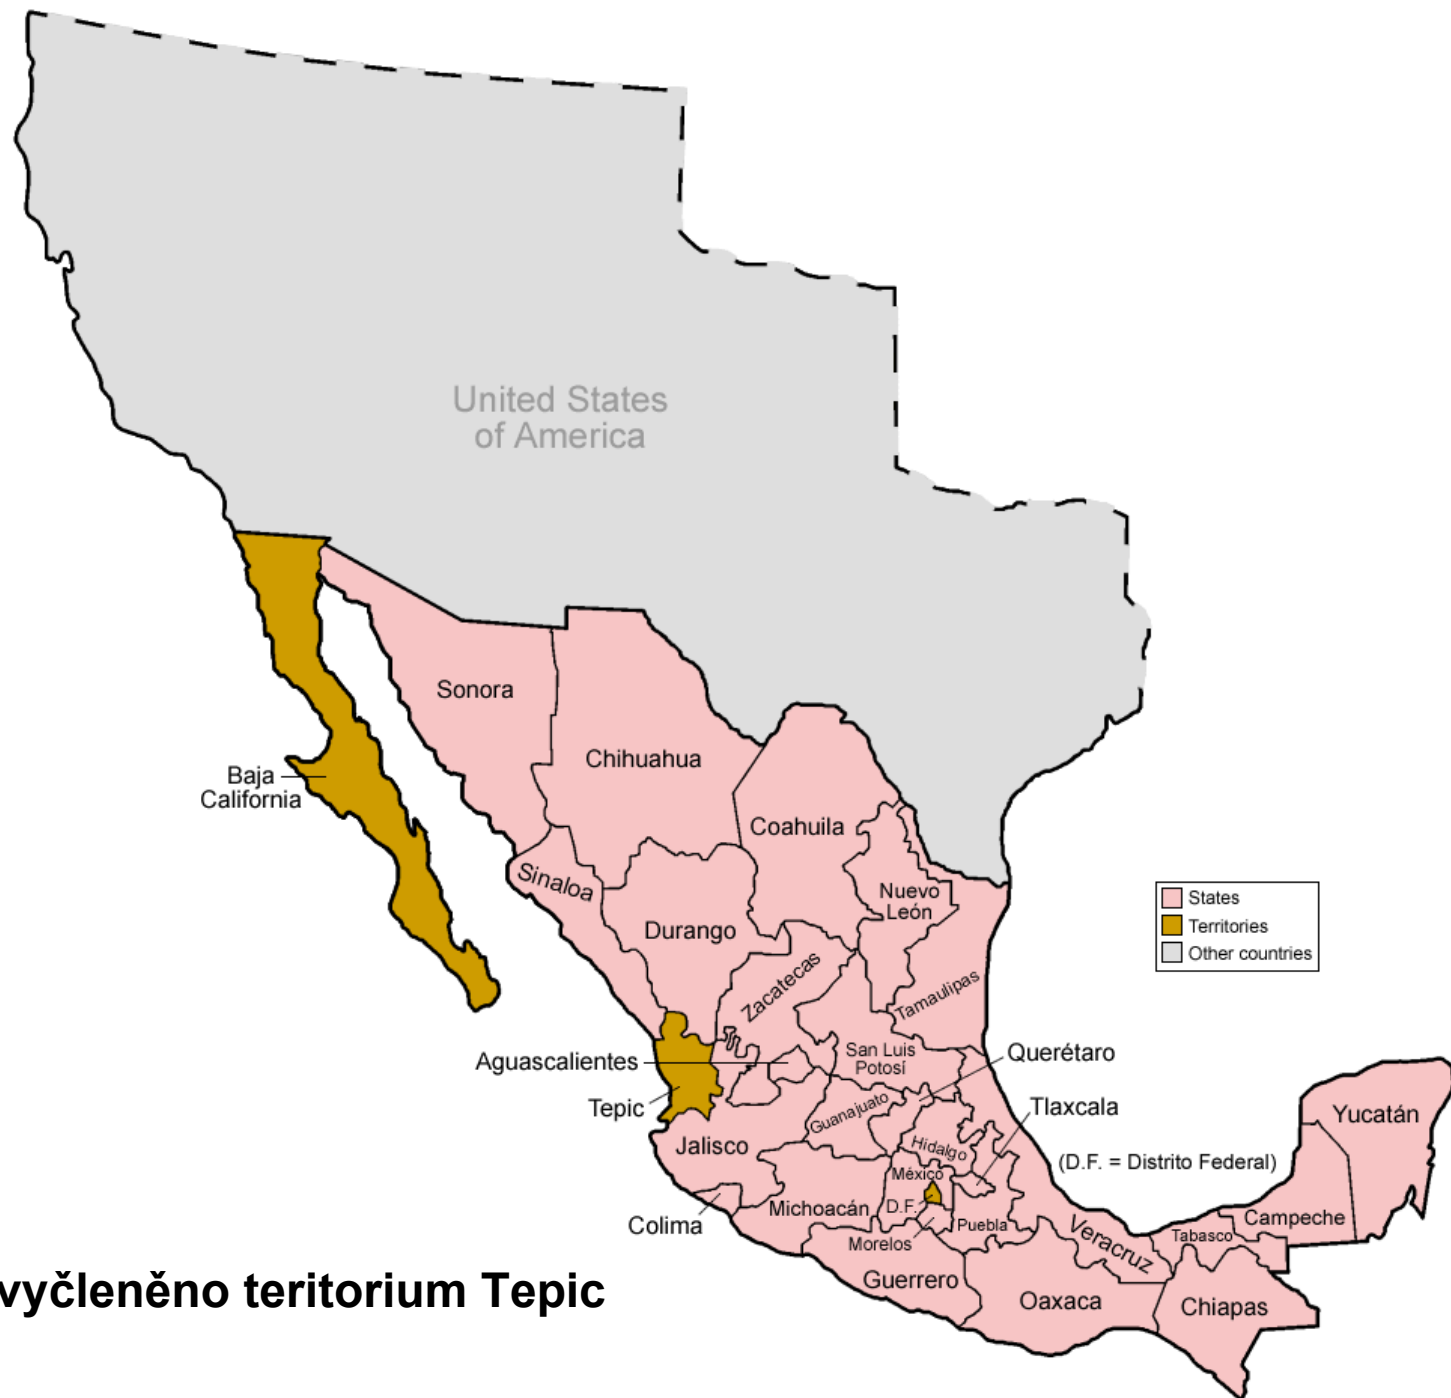 United States
of America
Sonora
Chihuahua
Baja
California
Coahuila
Sinaloa
Nuevo
León
Durango
States
Territories
Other countries
Zacatecas
Tamaulipas
Aguascalientes
San Luis
Potosí
Querétaro
Tepic
Guanajuato
Tlaxcala
Yucatán
Jalisco
Hidalgo
(D.F. = Distrito Federal)
México
D.F.
Michoacán
Colima
Puebla
Morelos
Veracruz
Tabasco
Campeche
Guerrero
Oaxaca
Chiapas
vyčleněno teritorium Tepic